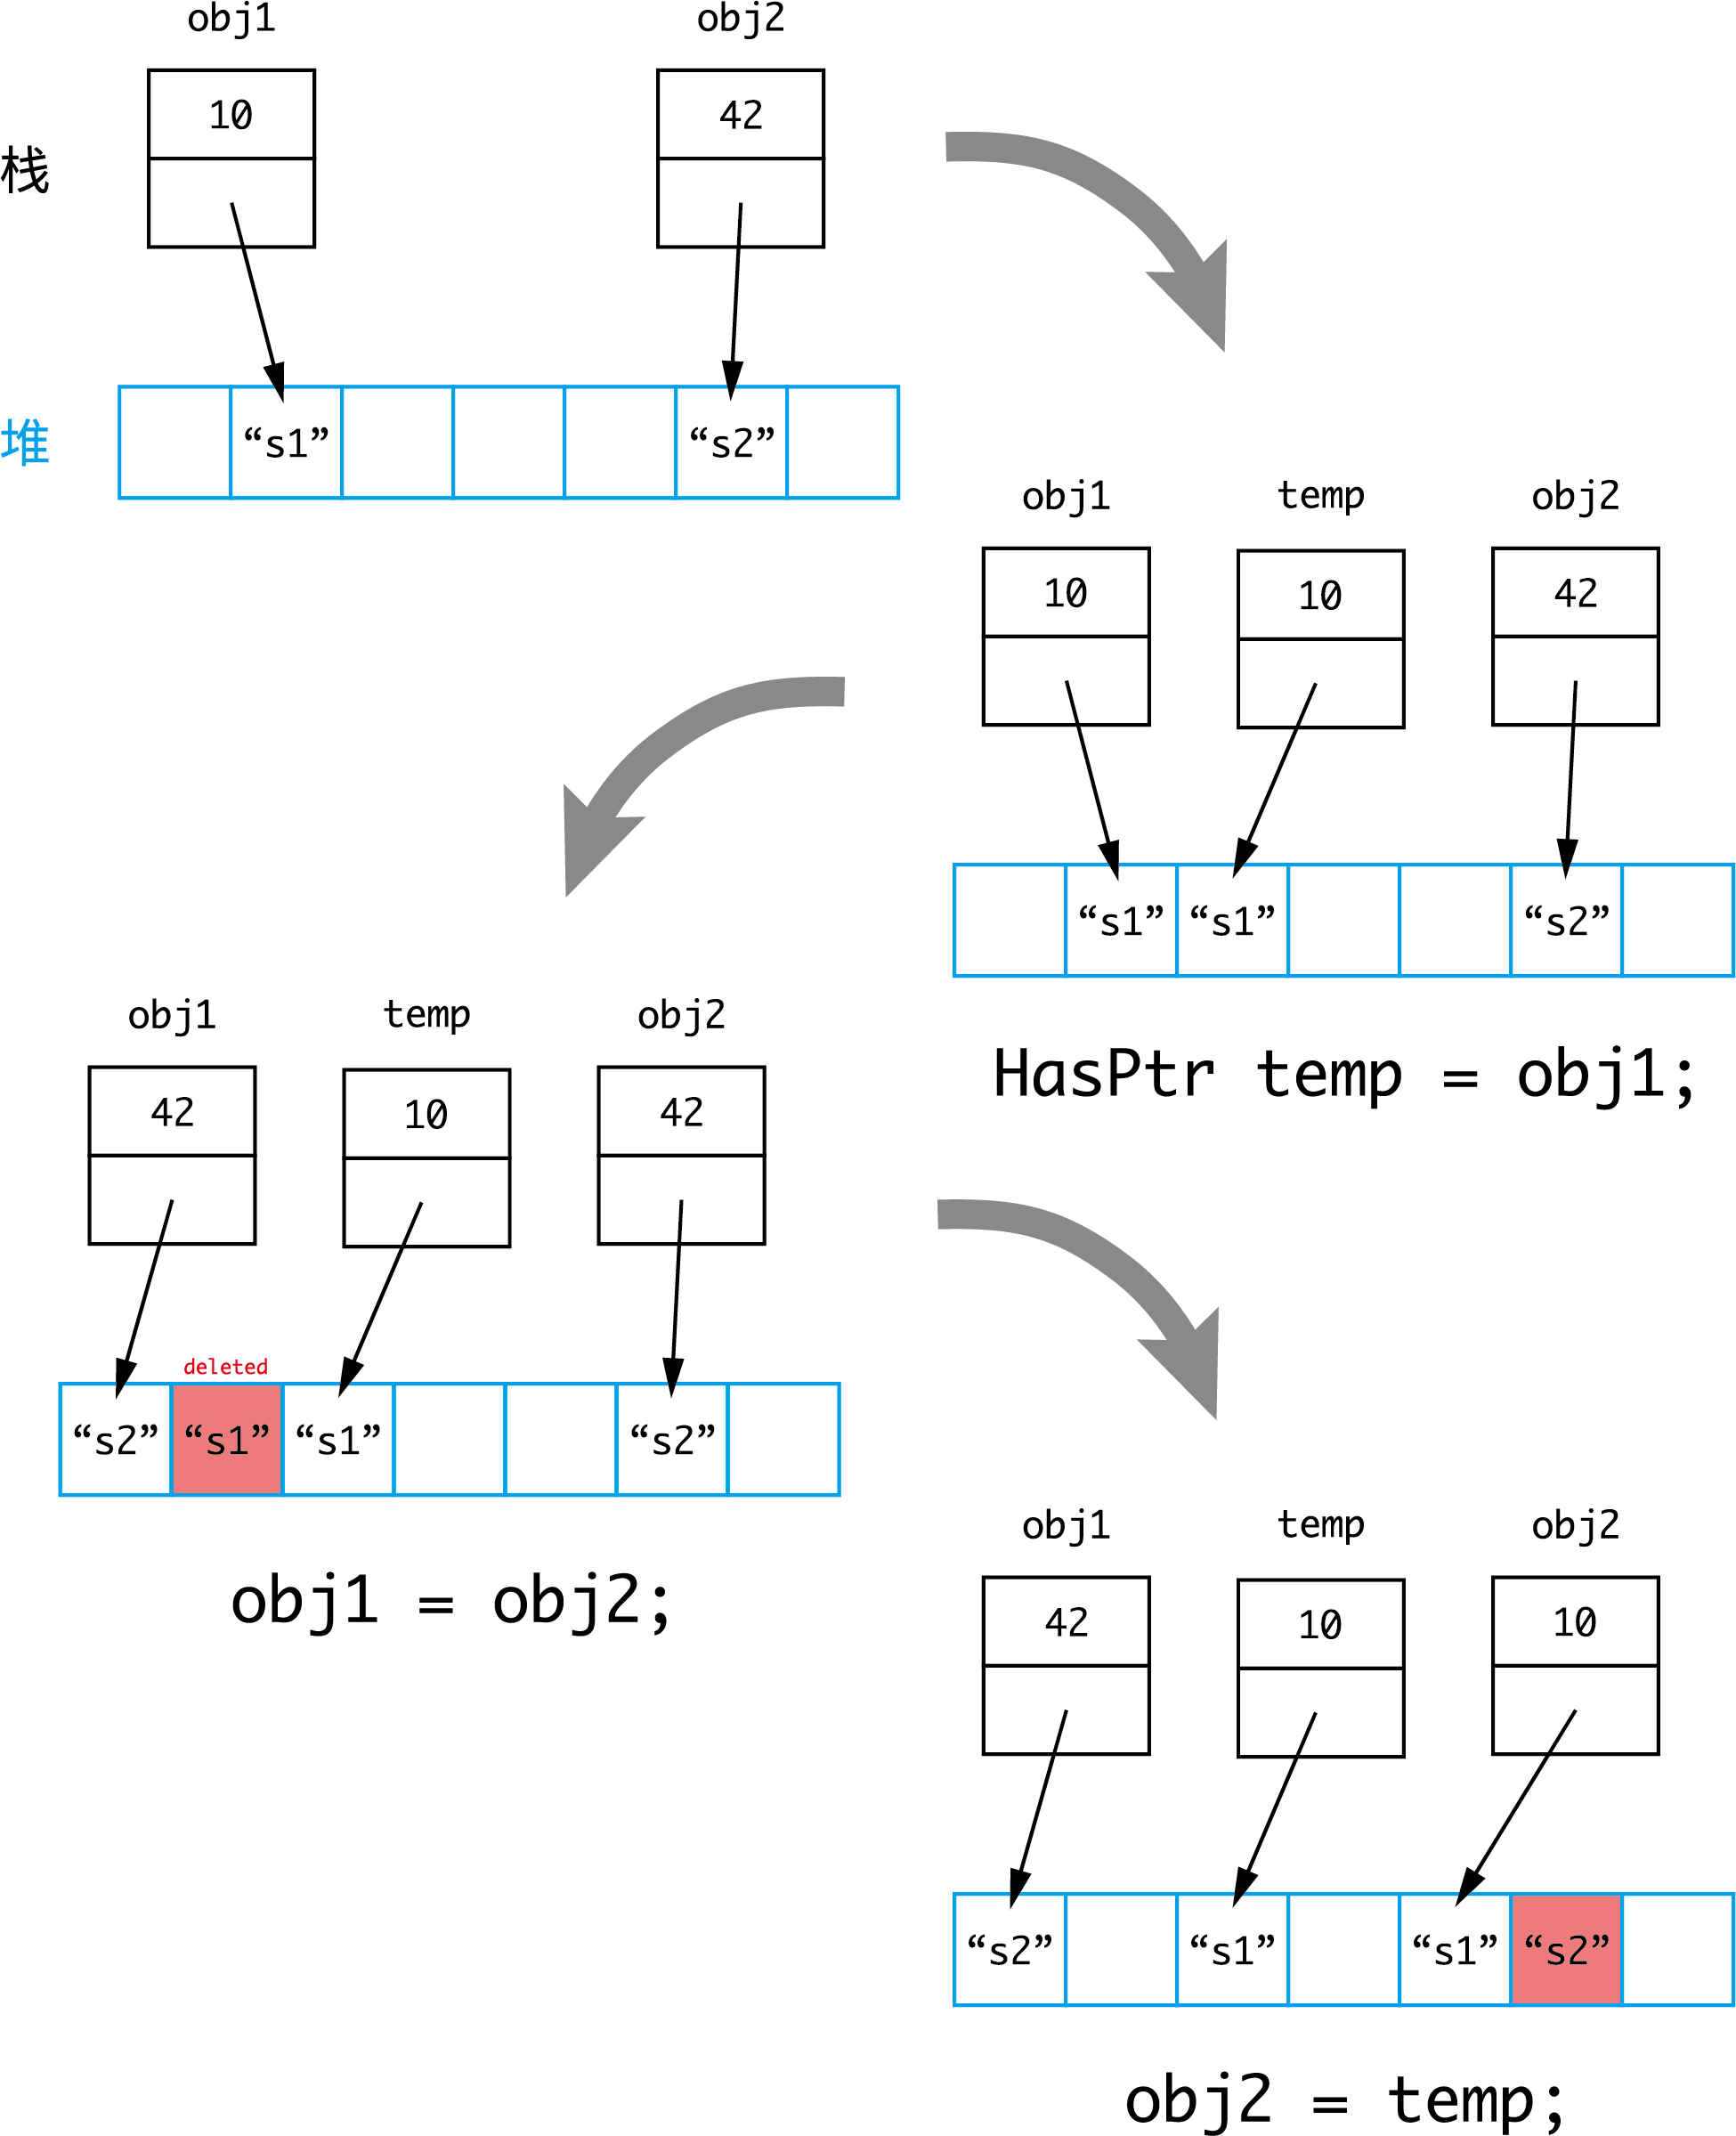 obj1 obj2
10 42
栈
堆
“s1” “s2”
obj1 temp obj2
10 10 42
“s1” “s1” “s2”
HasPtr temp = obj1;
obj1 temp obj2
42 10 42
deleted
“s2” “s1” “s1” “s2”
obj1 = obj2;
obj1 temp obj2
42 10 10
“s2” “s1” “s1” “s2”
obj2 = temp;